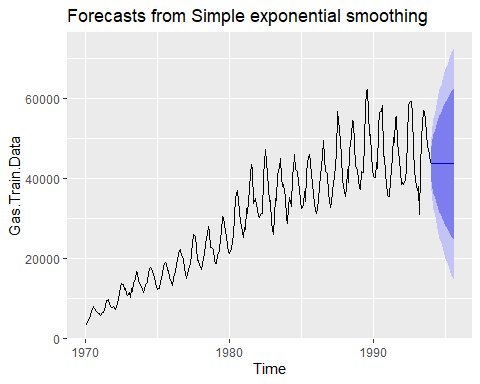 Forecasts from Simple exponential smoothing
60000
40000
20000
0
Gas.Train.Data
1970
1980
1990
Time